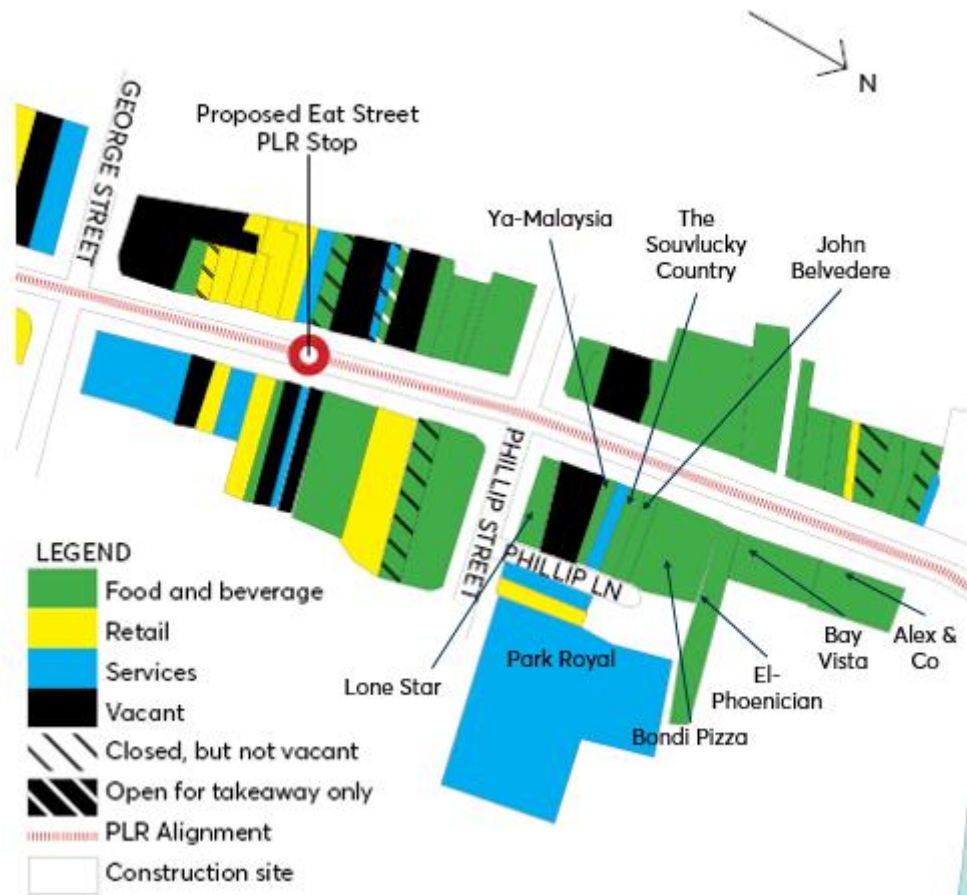 N
GEORGE STREET
Proposed Eat Street
PLR Stop
Ya-Malaysia
The
Souvlucky
Country
John
Belvedere
PHILLIP STREET
PHILLIP LN
Park Royal
Lone Star
Bay
Vista
Alex &
Co
El-
Phoenician
Bondi Pizza
LEGEND
Food and beverage
Retail
Services
Vacant
Closed, but not vacant
Open for takeaway only
PLR Alignment
Construction site